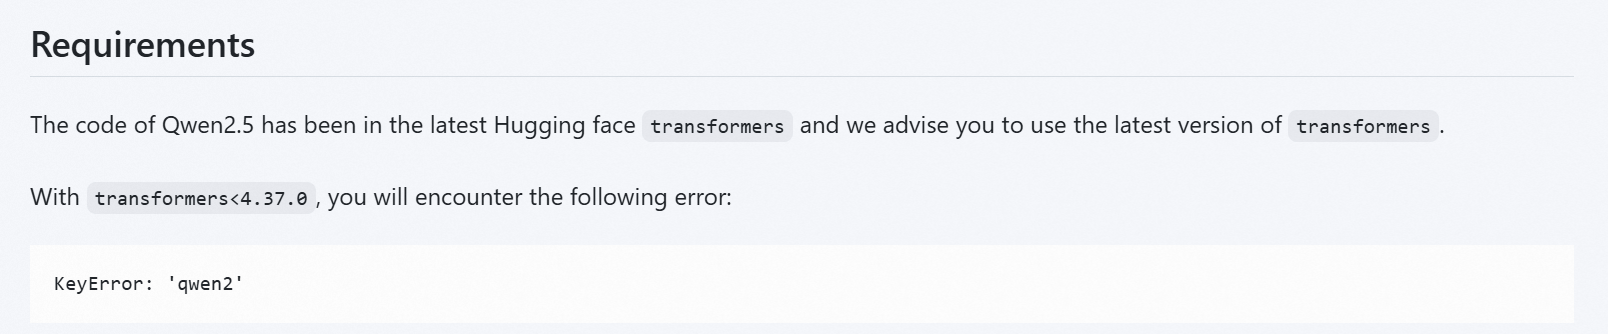 Requirements
The code of Qwen2.5 has been in the latest Hugging face transformers and we advise you to use the latest version of transformers.
With transformers<4.37.0, you will encounter the following error:
KeyError: 'qwen2'